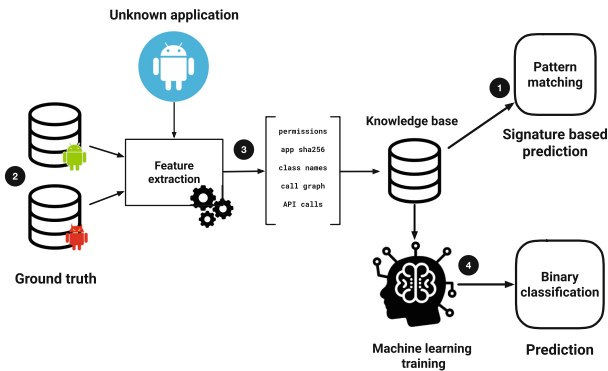 Unknown application
1
Pattern
matching
Signature based
prediction
Knowledge base
2
Feature
extraction
3
permissions
app sha256
class names
call graph
API calls
Ground truth
4
Binary
classification
Machine learning
training
Prediction